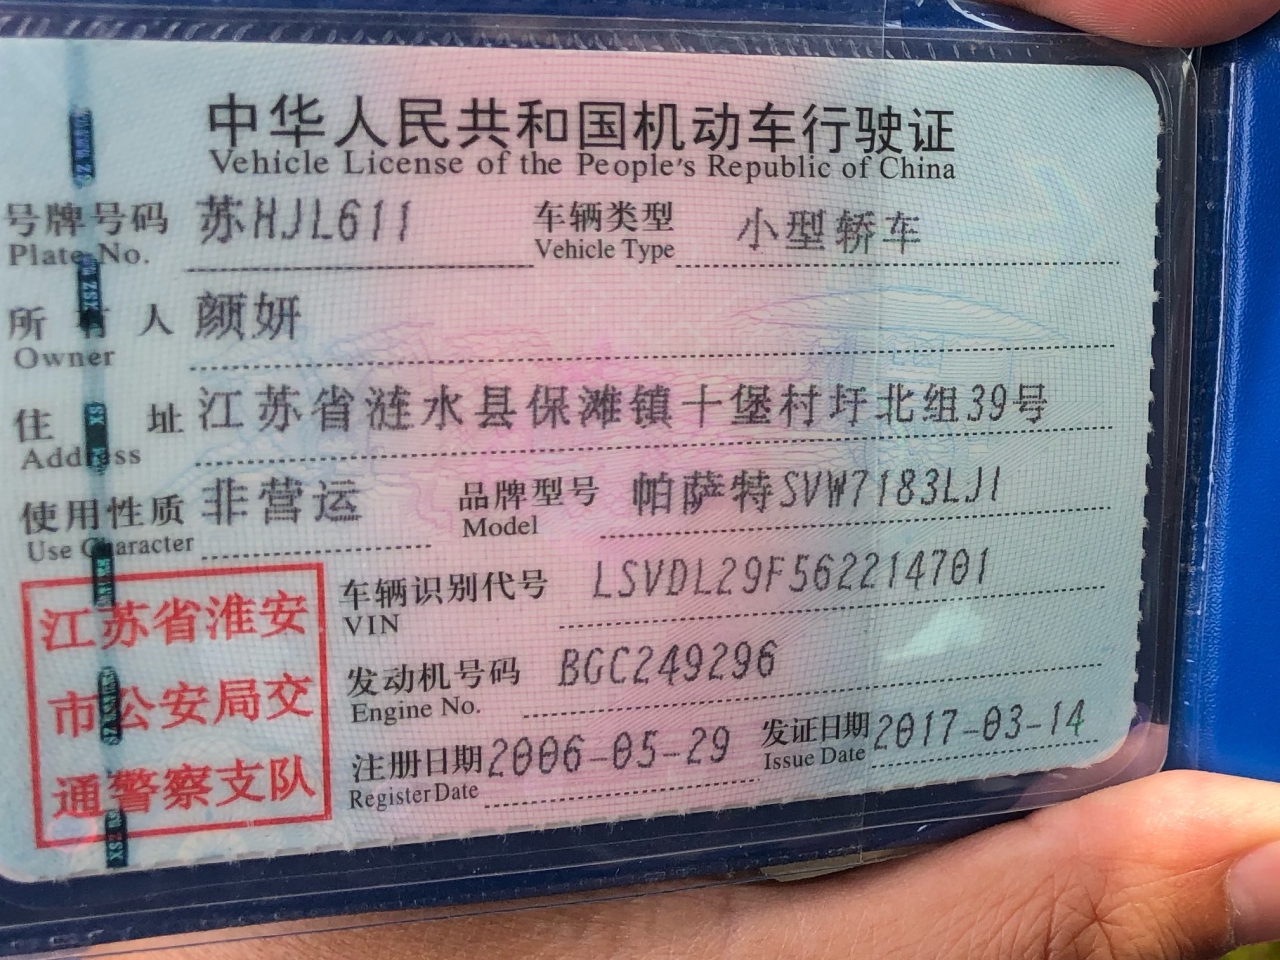 中华人民共和国机动车行驶证
Vehicle License of the People's Republic of China
号牌号码 苏HJL611 车辆类型 小型轿车
Plate No. Vehicle Type
所有人 颜妍
Owner
住址 江苏省涟水县保滩镇十堡村圩北组39号
Address
使用性质 非营运 品牌型号 帕萨特SVW7183LJI
Use Character Model
车辆识别代号 LSVDL29F562214701
VIN
发动机号码 BGC249296
Engine No.
注册日期 2006-05-29 发证日期 2017-03-14
Register Date Issue Date
江苏省淮安
市公安局交
通警察支队